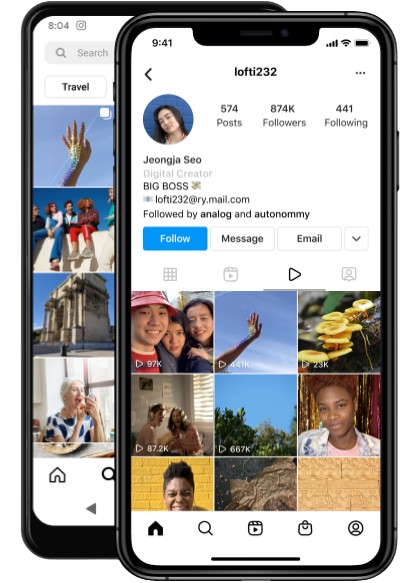 8:04
Search
Travel
9:41
lofti232
574 874K 441
Posts Followers Following
Jeongja Seo
Digital Creator
BIG BOSS
lofti232@ry.mail.com
Followed by analog and autonommy
Follow Message Email
97K 441K 23K
87.2K 667K